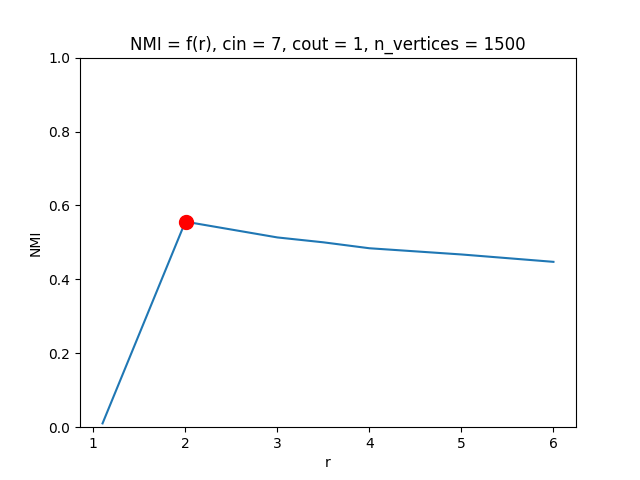 NMI = f(r), cin = 7, cout = 1, n_vertices = 1500
1.0
0.8
0.6
0.4
0.2
0.0
NMI
1 2 3 4 5 6
r